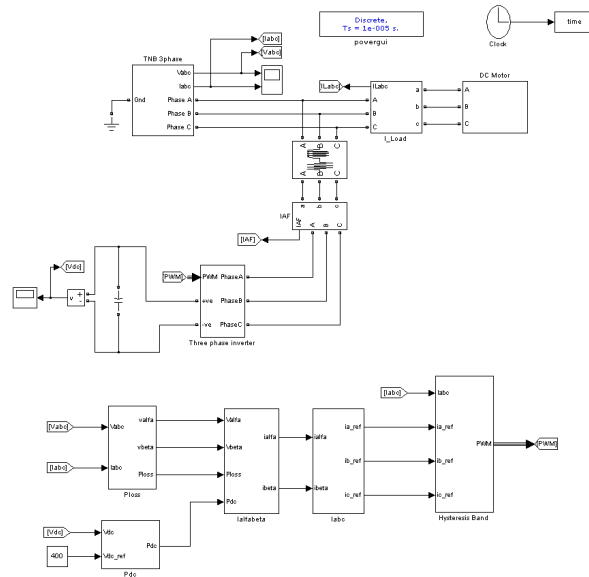 Discrete,
Ts = 1e-005 s.
powergui
Clock
time
TNB 3phase
[Iabc]
[Vabc]
Vabc
Iabc
Gnd
Phase A
Phase B
Phase C
[ILabc]
ILabc
A
B
C
a
b
c
I_Load
DC Motor
A
B
C
A
B
C
A
B
C
a
b
c
IAF
IAF
A
B
C
[IAF]
[Vdc]
v
+
-
[PWM]
PWM
+ve
-ve
PhaseA
PhaseB
PhaseC
Three phase inverter
[Vabc]
[Iabc]
Vabc
Iabc
valfa
vbeta
Ploss
Ploss
Valfa
Vbeta
Ploss
Pdc
ialfa
ibeta
Ialfabeta
ialfa
ibeta
ia_ref
ib_ref
ic_ref
Iabc
[Iabc]
Iabc
ia_ref
ib_ref
ic_ref
PWM
Hysteresis Band
[PWM]
[Vdc]
400
Vdc
Vdc_ref
Pdc
Pdc